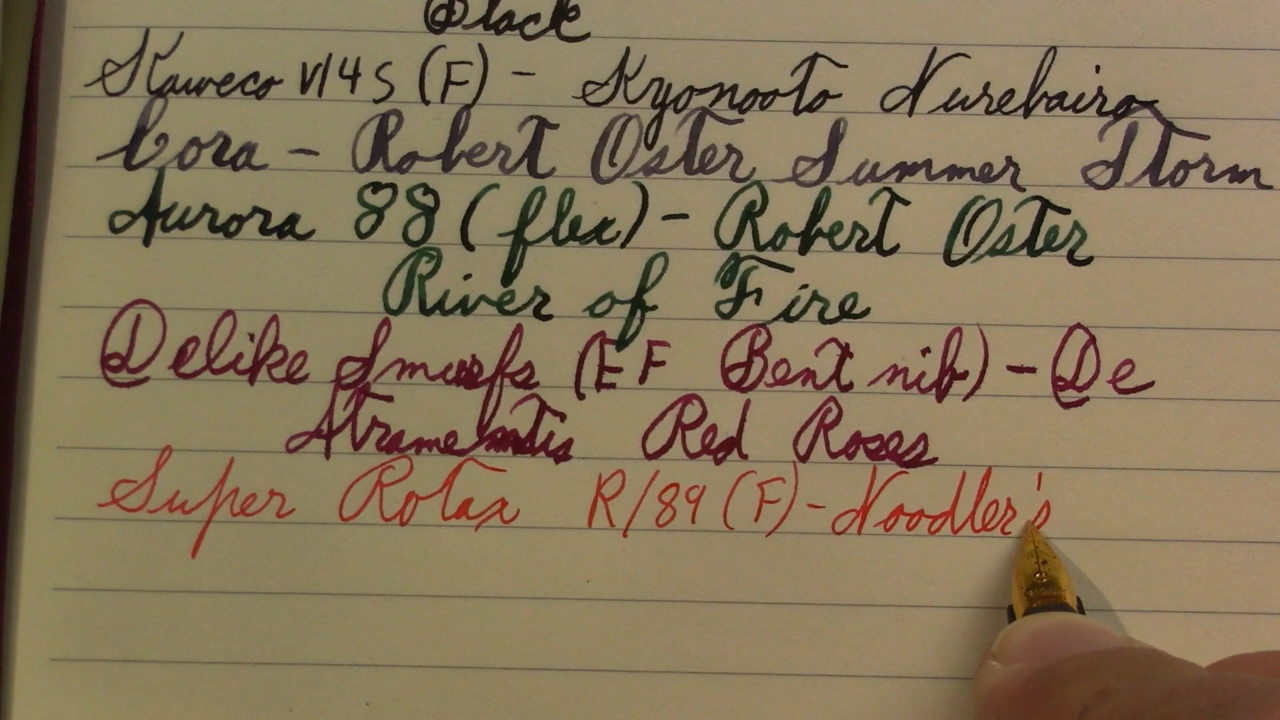 Black
Kaweco V14 S (F) - Kyonooto Nurebairo
Cora - Robert Oster Summer Storm
Aurora 88 (flex) - Robert Oster
River of Fire
Delike Smurfs (EF Bent nib) - De
Atramentis Red Roses
Super Rotax R/89 (F) - Noodler's